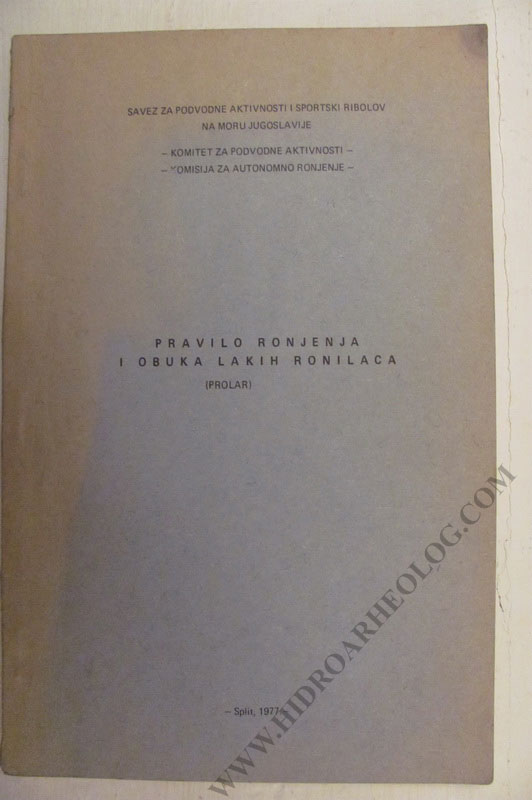 SAVEZ ZA PODVODNE AKTIVNOSTI I SPORTSKI RIBOLOV
NA MORU JUGOSLAVIJE
– KOMITET ZA PODVODNE AKTIVNOSTI –
– KOMISIJA ZA AUTONOMNO RONJENJE –
PRAVILO RONJENJA
I OBUKA LAKIH RONILACA
(PROLAR)
– Split, 1977 –
WWW.HIDROARHEOLOG.COM